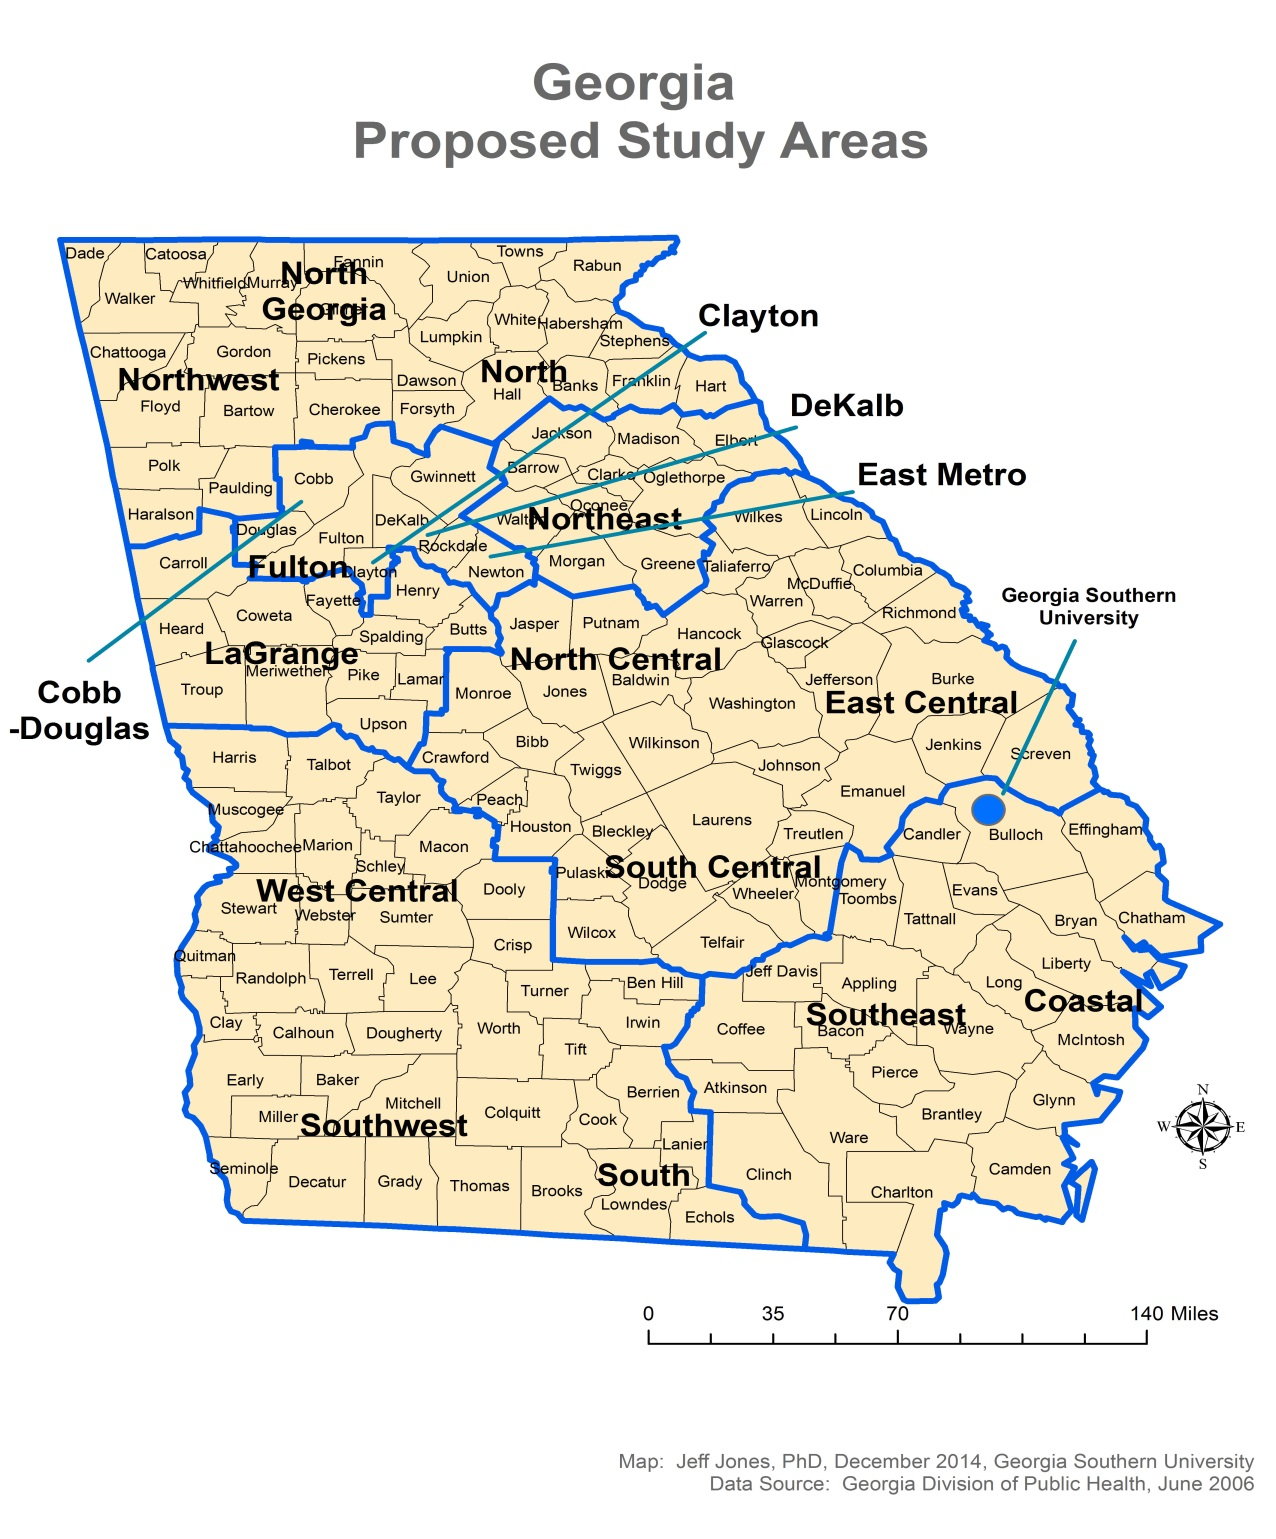 Georgia
Proposed Study Areas
Dade
Catoosa
Fannin
Towns
Rabun
Union
North
Georgia
Whitfield
Murray
Gilmer
Walker
White
Habersham
Clayton
Lumpkin
Stephens
Chattooga
Gordon
Pickens
Northwest
North
Dawson
Banks
Franklin
Hart
Hall
Floyd
Bartow
Cherokee
Forsyth
DeKalb
Jackson
Madison
Elbert
Polk
Cobb
Gwinnett
Barrow
Clarke
Oglethorpe
East Metro
Paulding
Haralson
Oconee
DeKalb
Walton
Northeast
Wilkes
Lincoln
Douglas
Fulton
Rockdale
Carroll
Fulton
Clayton
Newton
Morgan
Greene
Taliaferro
Columbia
McDuffie
Henry
Georgia Southern
University
Fayette
Warren
Richmond
Coweta
Heard
Spalding
Butts
Jasper
Putnam
Hancock
Glascock
LaGrange
North Central
Meriwether
Pike
Lamar
Baldwin
Jefferson
Burke
Troup
Monroe
Jones
Cobb
-Douglas
Washington
East Central
Upson
Bibb
Wilkinson
Jenkins
Screven
Harris
Talbot
Crawford
Twiggs
Johnson
Emanuel
Muscogee
Taylor
Peach
Houston
Laurens
Bleckley
Treutlen
Candler
Bulloch
Effingham
Chattahoochee
Marion
Macon
Schley
Pulaski
South Central
Dodge
Wheeler
Montgomery
Toombs
West Central
Dooly
Evans
Stewart
Webster
Sumter
Tattnall
Bryan
Chatham
Wilcox
Telfair
Crisp
Quitman
Randolph
Terrell
Lee
Liberty
Jeff Davis
Appling
Long
Ben Hill
Turner
Coastal
Clay
Calhoun
Dougherty
Worth
Irwin
Coffee
Southeast
Bacon
Wayne
McIntosh
Tift
Early
Baker
Pierce
Atkinson
Berrien
Glynn
Miller
Mitchell
Colquitt
Cook
Brantley
Southwest
Ware
Lanier
Seminole
Decatur
Grady
Thomas
Brooks
South
Clinch
Camden
Charlton
Lowndes
Echols
N
W
E
S
0 35 70 140 Miles
Map: Jeff Jones, PhD, December 2014, Georgia Southern University
Data Source: Georgia Division of Public Health, June 2006